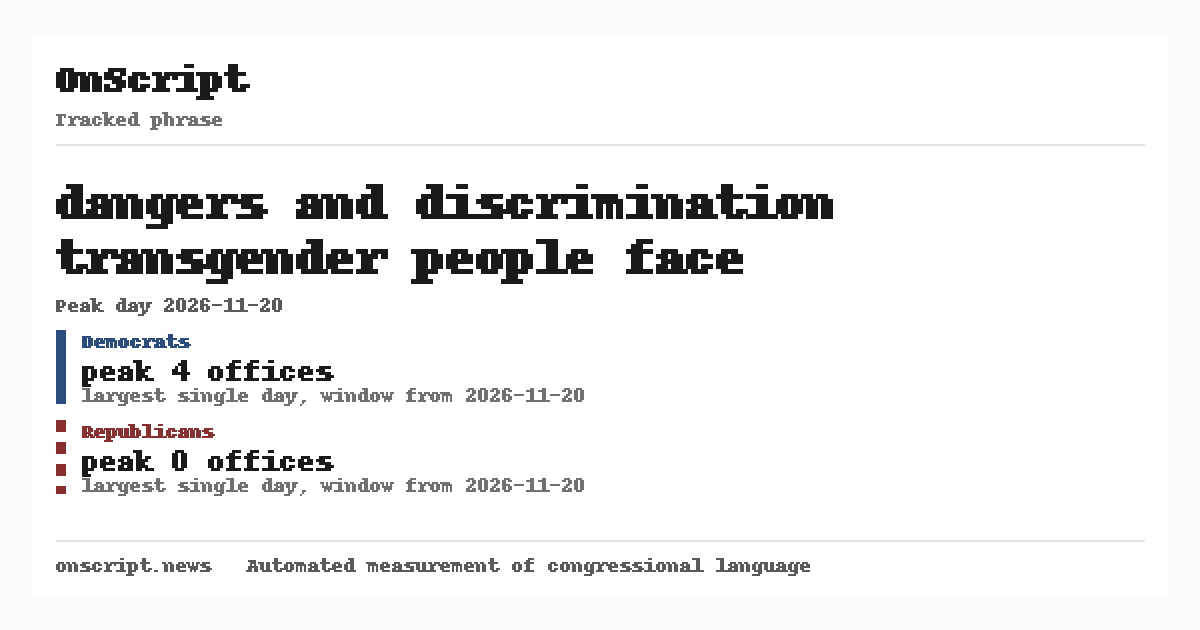 OnScript
Tracked phrase
dangers and discrimination
transgender people face
Peak day 2026-11-20
Democrats
peak 4 offices
largest single day, window from 2026-11-20
Republicans
peak 0 offices
largest single day, window from 2026-11-20
onscript.news Automated measurement of congressional language